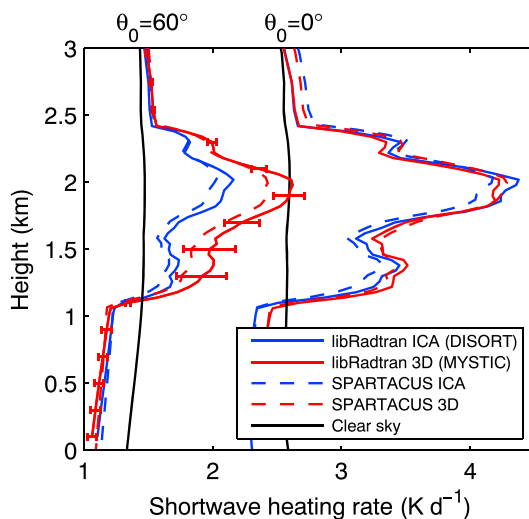 θ₀=60° θ₀=0°
3
2.5
2
1.5
1
0.5
0
Height (km)
libRadtran ICA (DISORT)
libRadtran 3D (MYSTIC)
SPARTACUS ICA
SPARTACUS 3D
Clear sky
1 2 3 4
Shortwave heating rate (K d⁻¹)